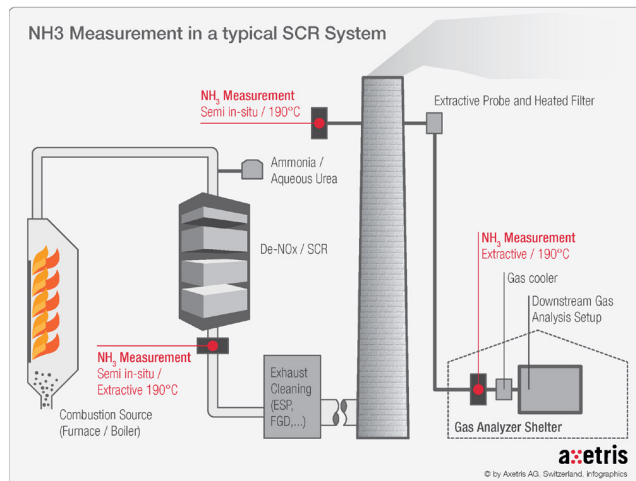 NH3 Measurement in a typical SCR System
NH₃ Measurement
Semi in-situ / 190°C
Extractive Probe and Heated Filter
Ammonia /
Aqueous Urea
De-NOx / SCR
NH₃ Measurement
Extractive / 190°C
Gas cooler
Downstream Gas
Analysis Setup
NH₃ Measurement
Semi in-situ /
Extractive 190°C
Exhaust
Cleaning
(ESP,
FGD,...)
Combustion Source
(Furnace / Boiler)
Gas Analyzer Shelter
axetris
© by Axetris AG, Switzerland, infographics